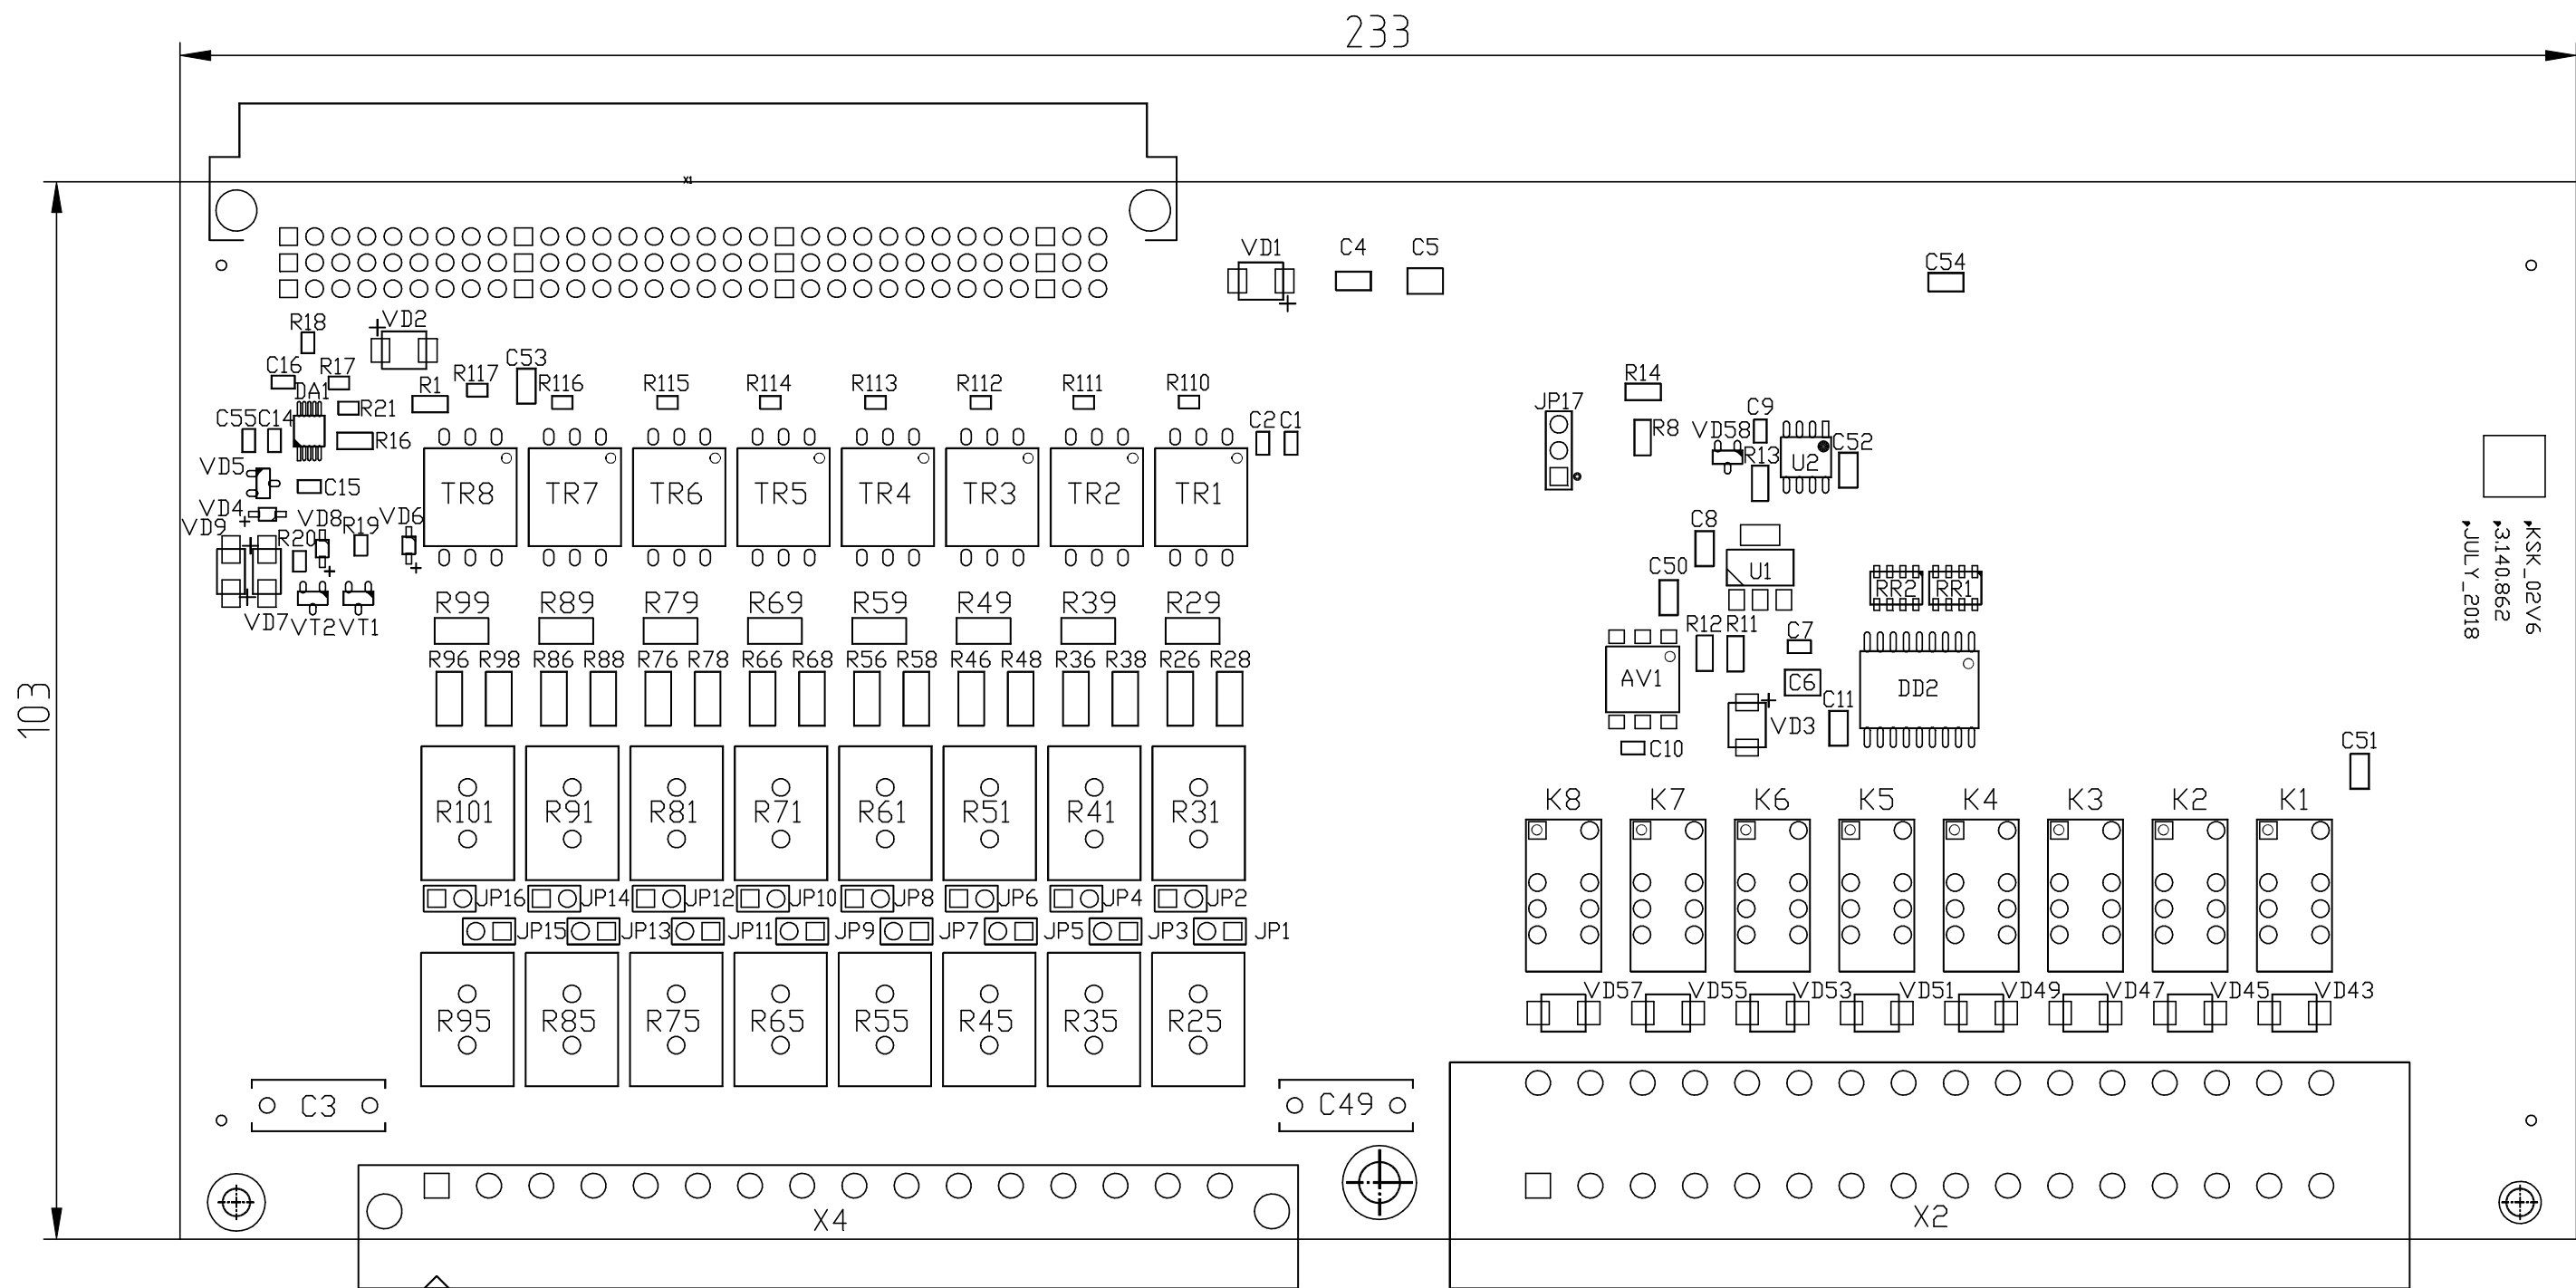 233
X1
VD1 C4 C5 C54
R18 VD2
C16 R17 R117 C53
DA1 R1 R116 R115 R114 R113 R112 R111 R110 R14
R21 JP17 C9
C55 C14 R16 C2 C1 R8 VD58 C52
VD5 U2 R13
C15 TR8 TR7 TR6 TR5 TR4 TR3 TR2 TR1
VD4 VD8 VD6 C8
VD9 R20 R19
C50 U1 RR2 RR1
VD7 VT2 VT1 R99 R89 R79 R69 R59 R49 R39 R29
R12 R11 C7
R96 R98 R86 R88 R76 R78 R66 R68 R56 R58 R46 R48 R36 R38 R26 R28
AV1 C6 DD2
C11 VD3
C10 C51
103
KSK_02V6
3.140.862
JULY_2018
K8 K7 K6 K5 K4 K3 K2 K1
R101 R91 R81 R71 R61 R51 R41 R31
JP16 JP14 JP12 JP10 JP8 JP6 JP4 JP2
JP15 JP13 JP11 JP9 JP7 JP5 JP3 JP1
VD57 VD55 VD53 VD51 VD49 VD47 VD45 VD43
R95 R85 R75 R65 R55 R45 R35 R25
C3 C49
X4 X2